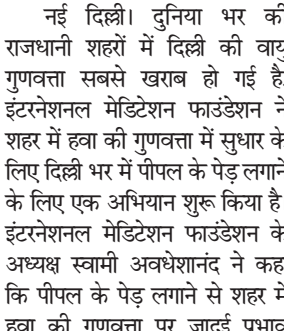 नई दिल्ली। दुनिया भर की
राजधानी शहरों में दिल्ली की वायु
गुणवत्ता सबसे खराब हो गई है
इंटरनेशनल मेडिटेशन फाउंडेशन ने
शहर में हवा की गुणवत्ता में सुधार के
लिए दिल्ली भर में पीपल के पेड़ लगाने
के लिए एक अभियान शुरू किया है
इंटरनेशनल मेडिटेशन फाउंडेशन के
अध्यक्ष स्वामी अवधेशानंद ने कह
कि पीपल के पेड़ लगाने से शहर में
हवा की गुणवत्ता पर जादुई प्रभाव